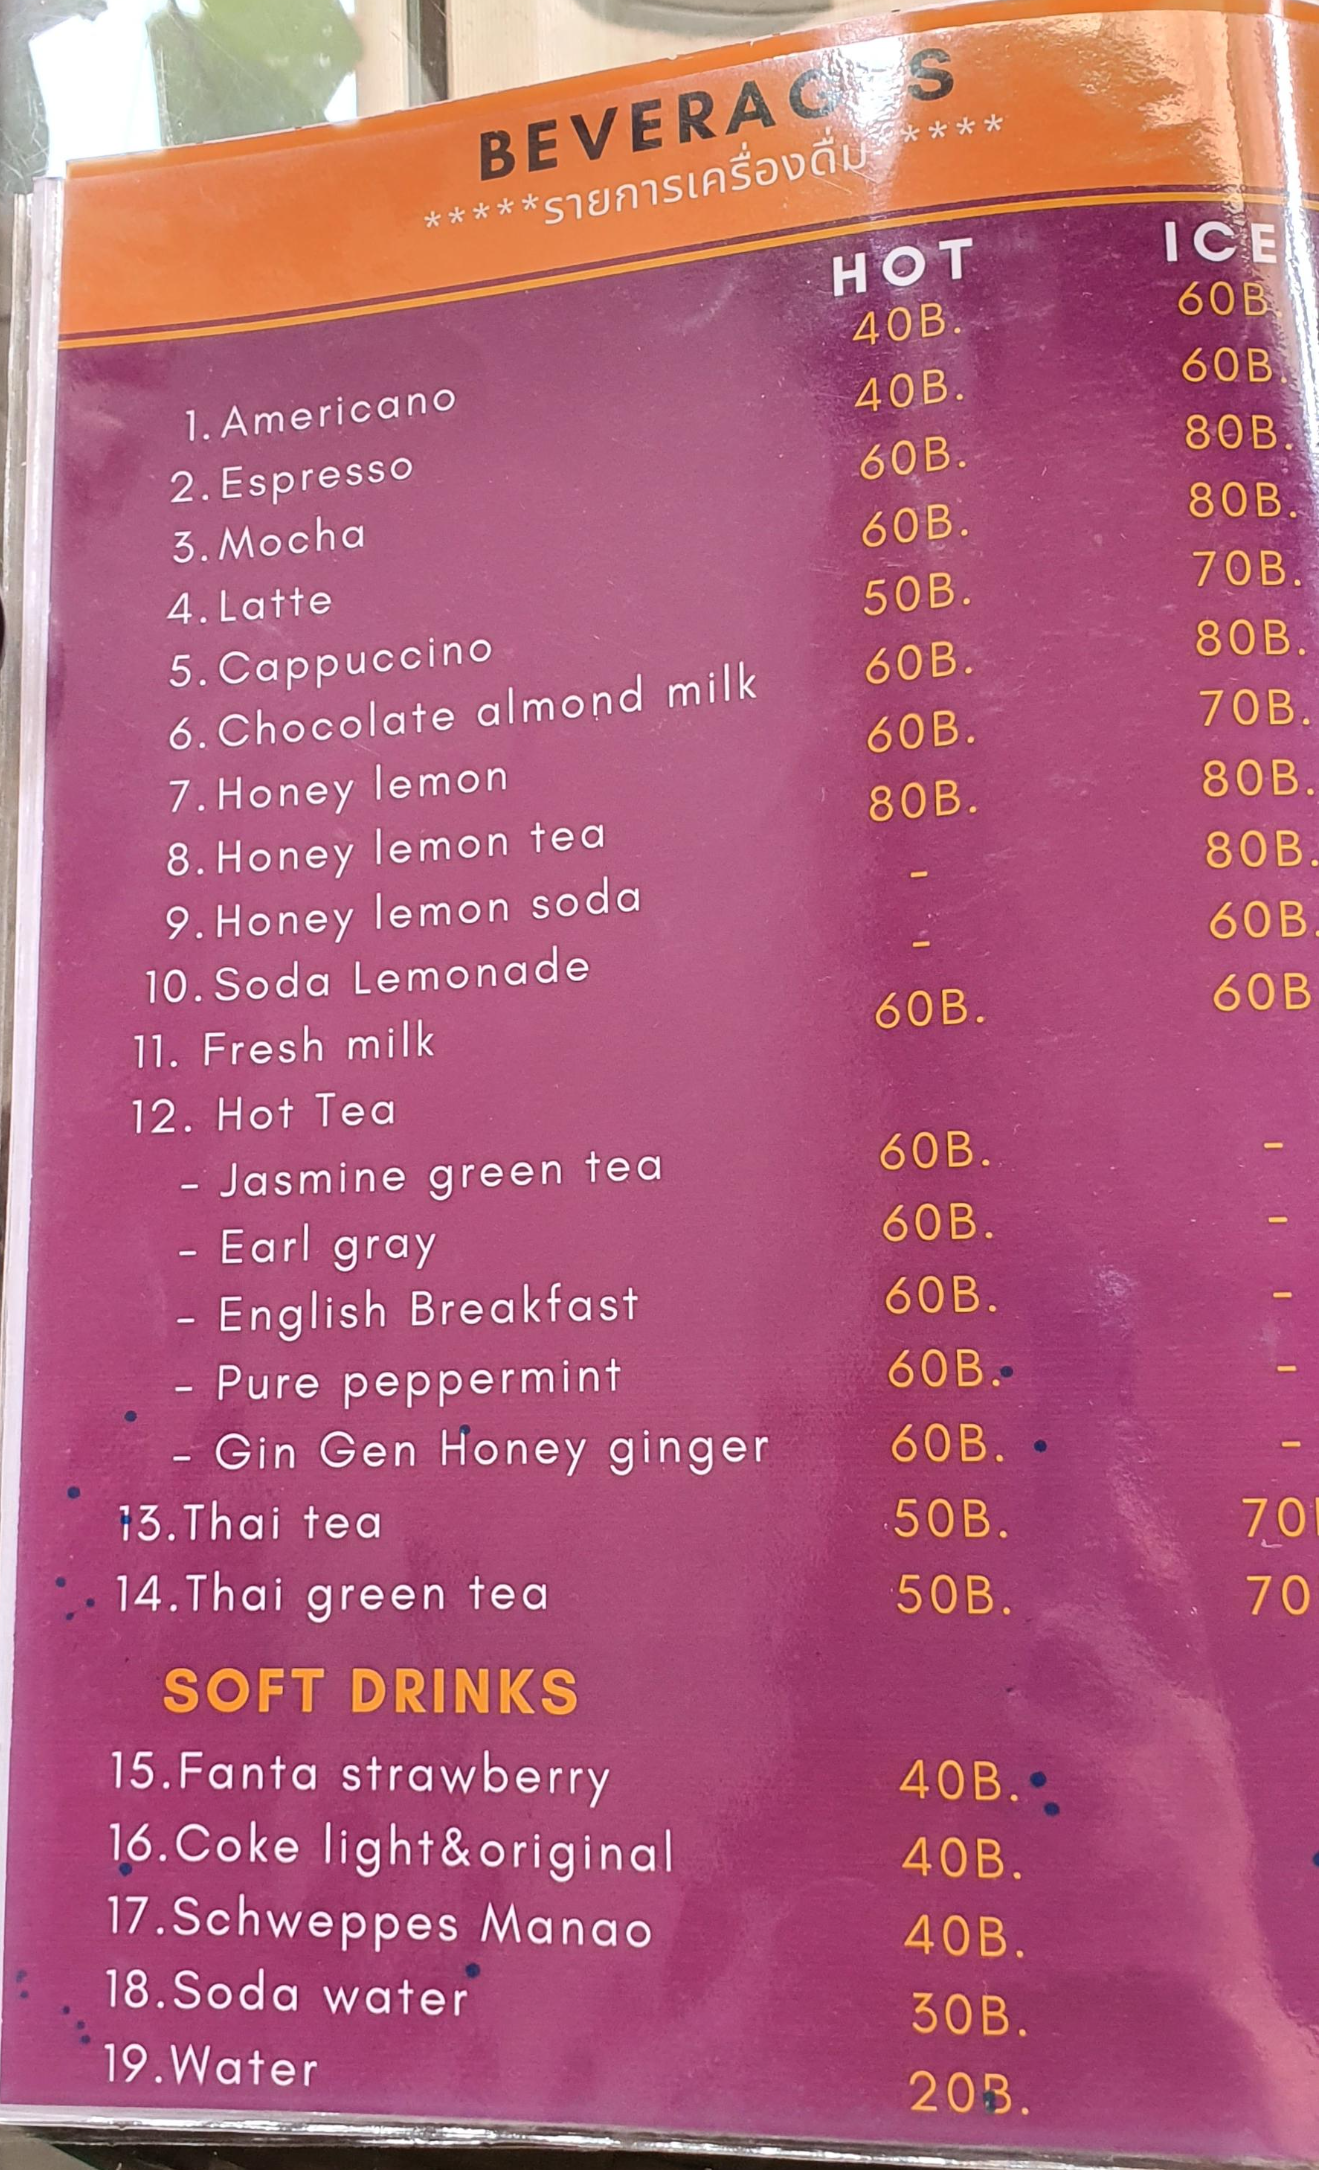 BEVERAGES
*****รายการเครื่องดื่ม*****
HOT ICE
1. Americano 40B. 60B.
2. Espresso 40B. 60B.
3. Mocha 60B. 80B.
4. Latte 60B. 80B.
5. Cappuccino 50B. 70B.
6. Chocolate almond milk 60B. 80B.
7. Honey lemon 60B. 70B.
8. Honey lemon tea 80B. 80B.
9. Honey lemon soda - 80B.
10. Soda Lemonade - 60B.
11. Fresh milk 60B. 60B
12. Hot Tea
- Jasmine green tea 60B. -
- Earl gray 60B. -
- English Breakfast 60B. -
- Pure peppermint 60B. -
- Gin Gen Honey ginger 60B. -
13.Thai tea 50B. 70
14.Thai green tea 50B. 70
SOFT DRINKS
15.Fanta strawberry 40B.
16.Coke light&original 40B.
17.Schweppes Manao 40B.
18.Soda water 30B.
19.Water 20B.